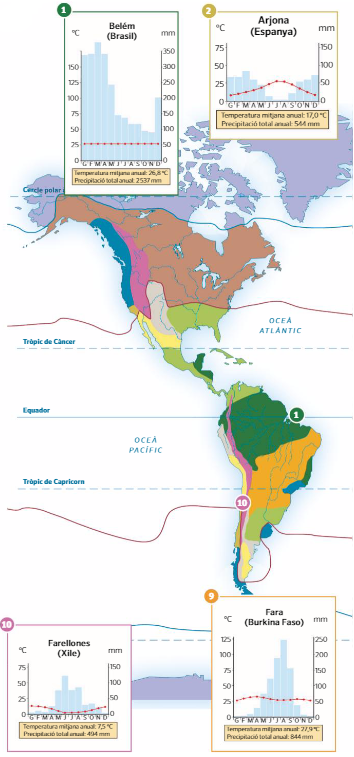 1
Belém
(Brasil)
°C
mm
350
300
150
250
125
200
100
150
75
100
50
50
25
0
0
G F M A M J J A S O N D
Temperatura mitjana anual: 26,8 °C
Precipitació total anual: 2537 mm
2
Arjona
(Espanya)
°C
mm
75
150
50
100
25
50
0
0
G F M A M J J A S O N D
Temperatura mitjana anual: 17,0 °C
Precipitació total anual: 544 mm
Cercle polar
OCEÀ
ATLÀNTIC
Tròpic de Càncer
Equador
1
OCEÀ
PACÍFIC
Tròpic de Capricorn
10
10
Farellones
(Xile)
°C
mm
75
150
50
100
25
50
0
0
G F M A M J J A S O N D
Temperatura mitjana anual: 7,5 °C
Precipitació total anual: 494 mm
9
Fara
(Burkina Faso)
°C
mm
125
250
100
200
75
150
50
100
25
50
0
0
G F M A M J J A S O N D
Temperatura mitjana anual: 27,9 °C
Precipitació total anual: 844 mm